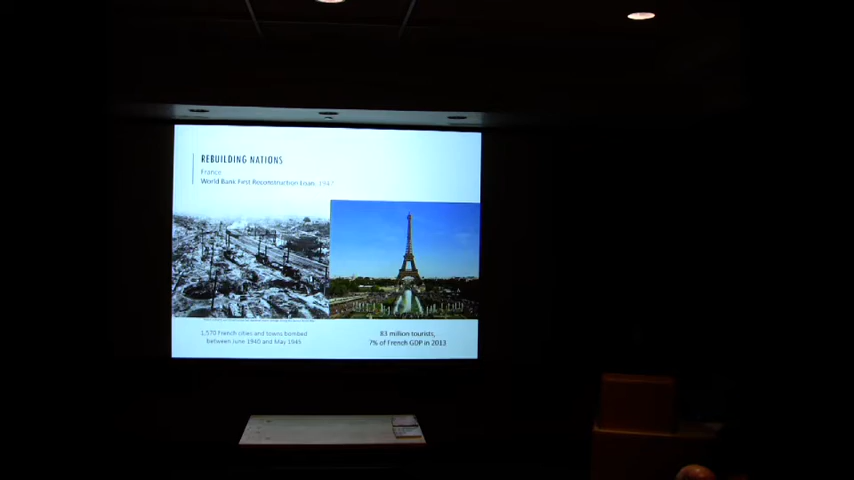 REBUILDING NATIONS
France
World Bank First Reconstruction Loan: 1947
1,570 French cities and towns bombed
between June 1940 and May 1945
83 million tourists,
7% of French GDP in 2013